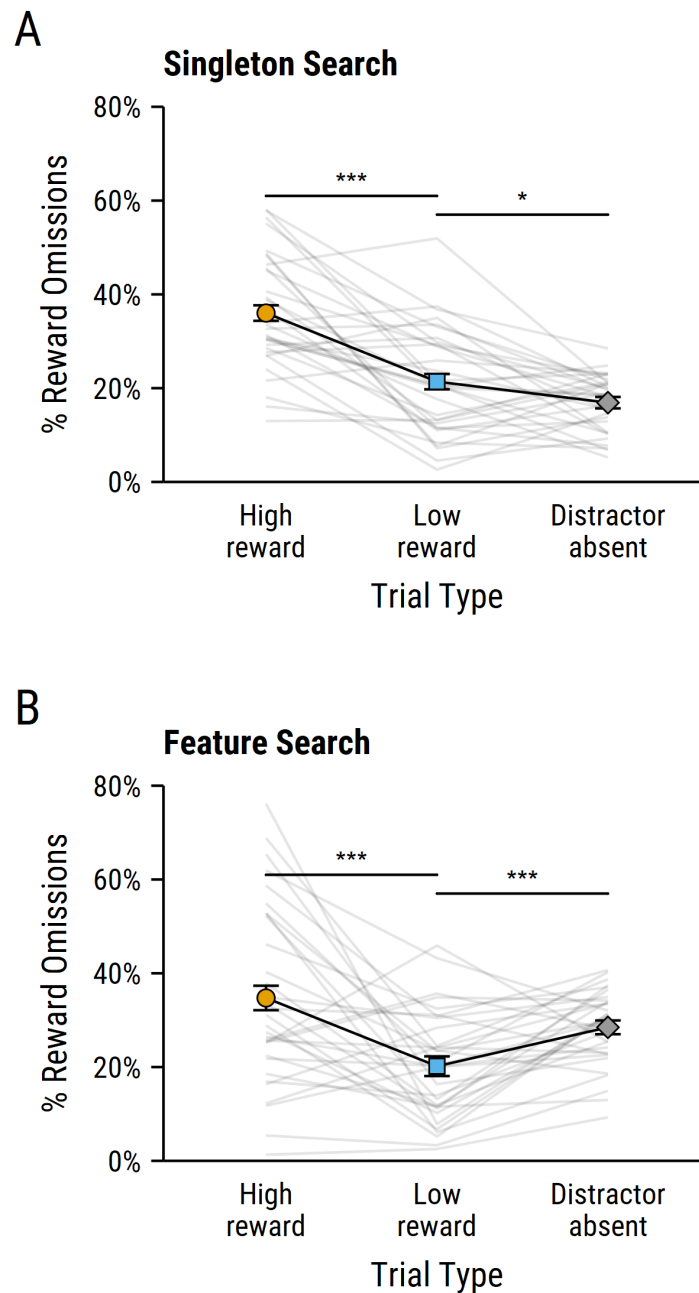 A
Singleton Search
80%
60%
40%
20%
0%
% Reward Omissions
***
*
High
reward
Low
reward
Distractor
absent
Trial Type
B
Feature Search
80%
60%
40%
20%
0%
% Reward Omissions
***
***
High
reward
Low
reward
Distractor
absent
Trial Type